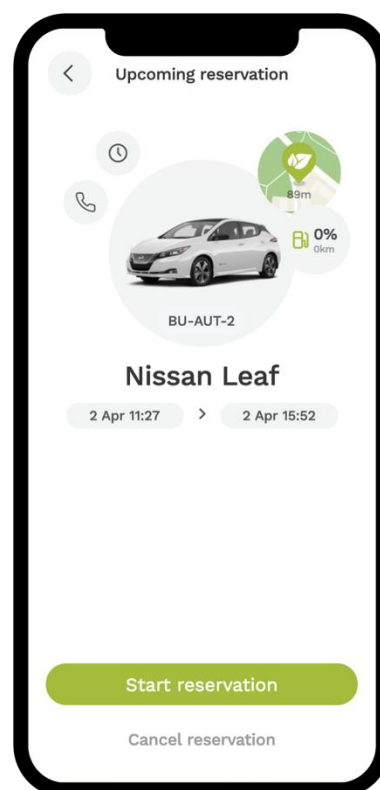 Upcoming reservation
89m
0%
0km
BU-AUT-2
Nissan Leaf
2 Apr 11:27 > 2 Apr 15:52
Start reservation
Cancel reservation